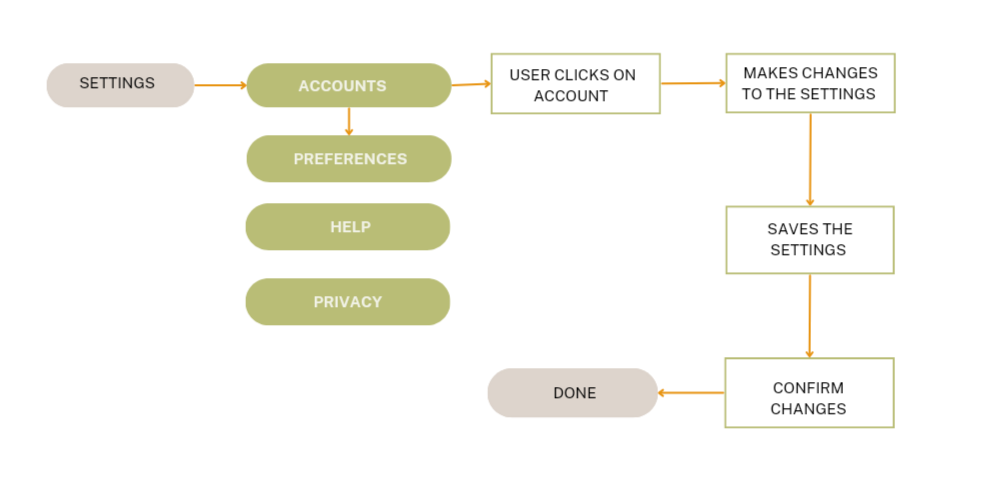 SETTINGS
ACCOUNTS
USER CLICKS ON
ACCOUNT
MAKES CHANGES
TO THE SETTINGS
PREFERENCES
HELP
SAVES THE
SETTINGS
PRIVACY
CONFIRM
CHANGES
DONE